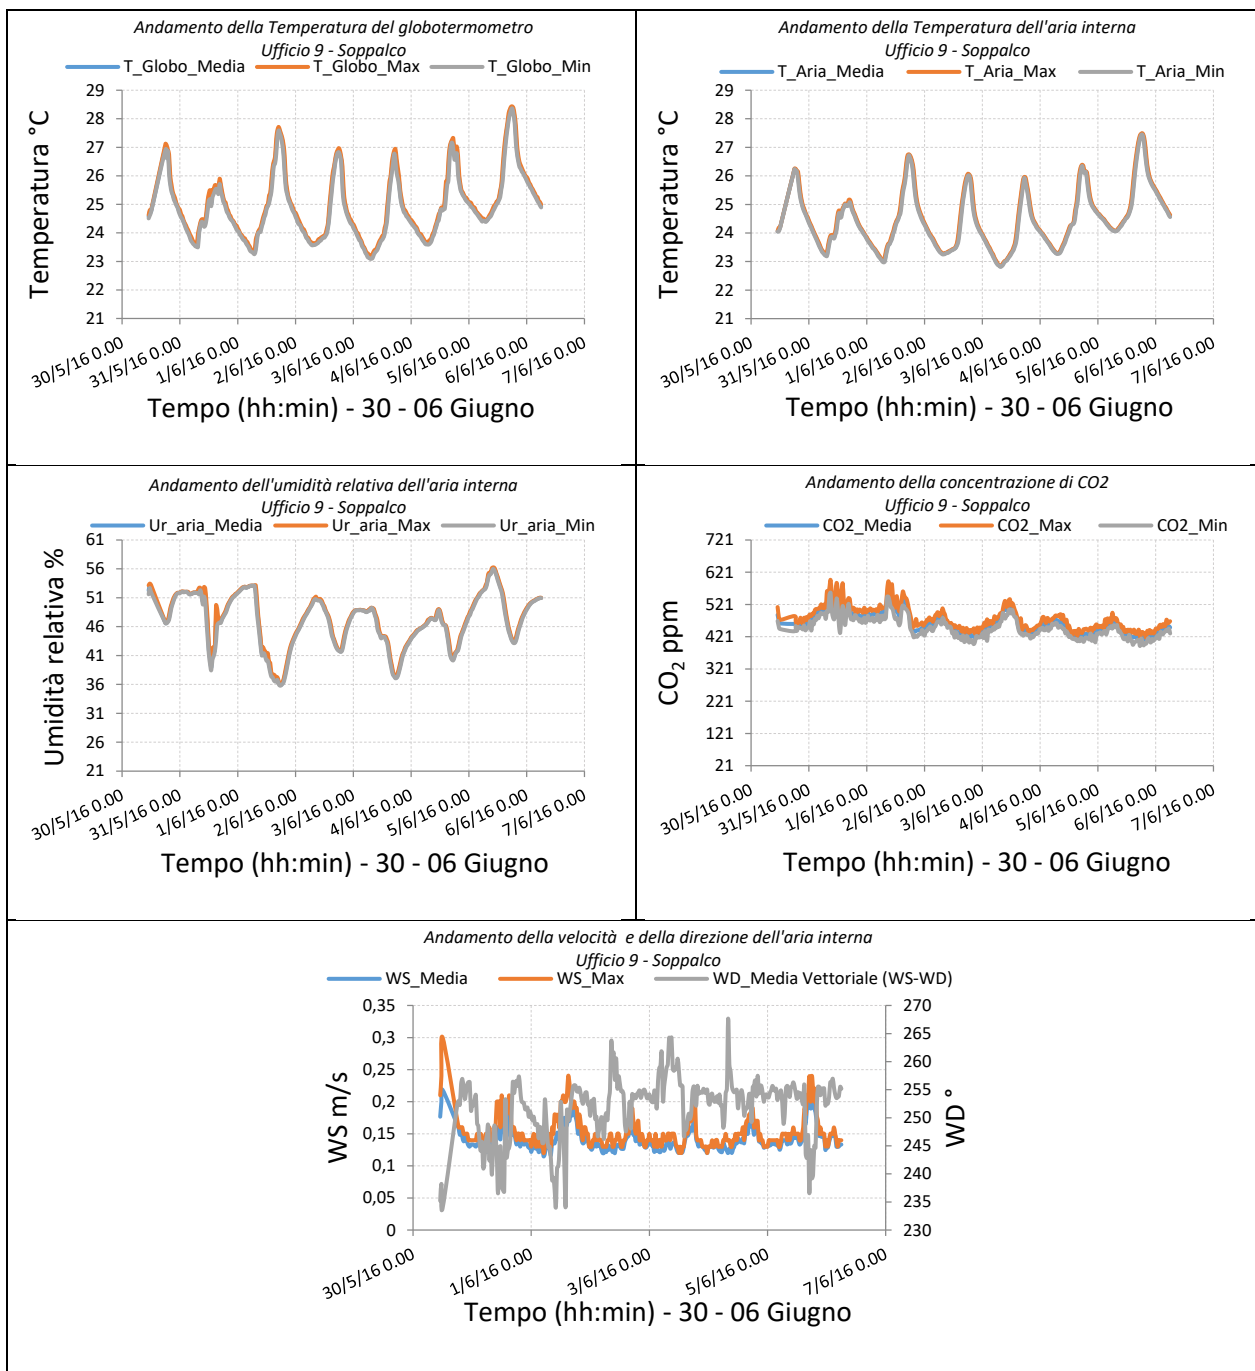 Andamento della Temperatura del globotermometro
Ufficio 9 - Soppalco
T_Globo_Media T_Globo_Max T_Globo_Min
Temperatura °C
29
28
27
26
25
24
23
22
21
30/5/16 0.00 31/5/16 0.00 1/6/16 0.00 2/6/16 0.00 3/6/16 0.00 4/6/16 0.00 5/6/16 0.00 6/6/16 0.00 7/6/16 0.00
Tempo (hh:min) - 30 - 06 Giugno
Andamento della Temperatura dell'aria interna
Ufficio 9 - Soppalco
T_Aria_Media T_Aria_Max T_Aria_Min
Temperatura °C
29
28
27
26
25
24
23
22
21
30/5/16 0.00 31/5/16 0.00 1/6/16 0.00 2/6/16 0.00 3/6/16 0.00 4/6/16 0.00 5/6/16 0.00 6/6/16 0.00 7/6/16 0.00
Tempo (hh:min) - 30 - 06 Giugno
Andamento dell'umidità relativa dell'aria interna
Ufficio 9 - Soppalco
Ur_aria_Media Ur_aria_Max Ur_aria_Min
Umidità relativa %
61
56
51
46
41
36
31
26
21
30/5/16 0.00 31/5/16 0.00 1/6/16 0.00 2/6/16 0.00 3/6/16 0.00 4/6/16 0.00 5/6/16 0.00 6/6/16 0.00 7/6/16 0.00
Tempo (hh:min) - 30 - 06 Giugno
Andamento della concentrazione di CO2
Ufficio 9 - Soppalco
CO2_Media CO2_Max CO2_Min
CO₂ ppm
721
621
521
421
321
221
121
21
30/5/16 0.00 31/5/16 0.00 1/6/16 0.00 2/6/16 0.00 3/6/16 0.00 4/6/16 0.00 5/6/16 0.00 6/6/16 0.00 7/6/16 0.00
Tempo (hh:min) - 30 - 06 Giugno
Andamento della velocità e della direzione dell'aria interna
Ufficio 9 - Soppalco
WS_Media WS_Max WD_Media Vettoriale (WS-WD)
WS m/s
0,35
0,3
0,25
0,2
0,15
0,1
0,05
0
270
265
260
255
250
245
240
235
230
WD °
30/5/16 0.00 1/6/16 0.00 3/6/16 0.00 5/6/16 0.00 7/6/16 0.00
Tempo (hh:min) - 30 - 06 Giugno